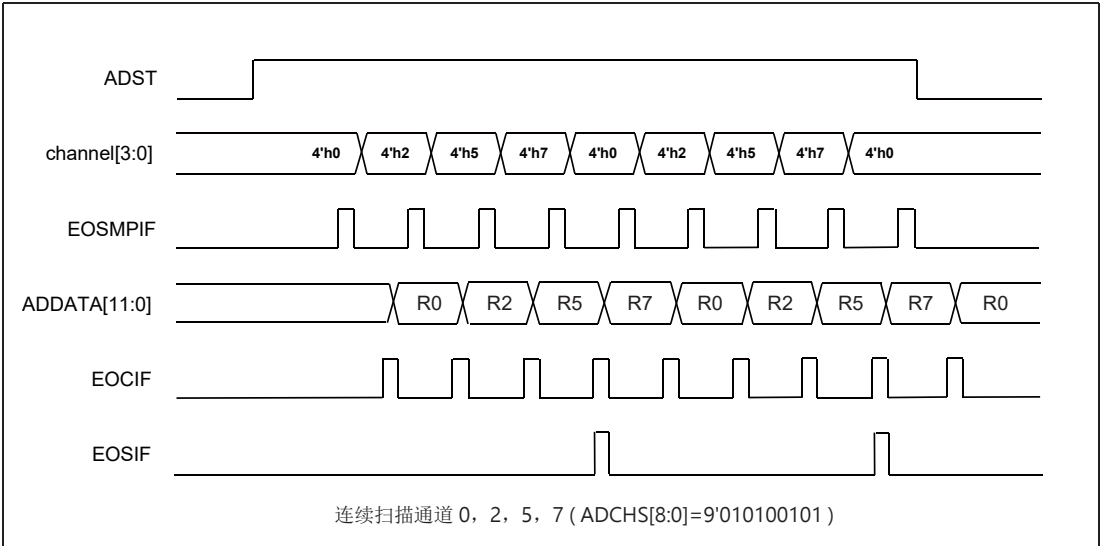 ADST
channel[3:0] 4'h0 4'h2 4'h5 4'h7 4'h0 4'h2 4'h5 4'h7 4'h0
EOSMPIF
ADDATA[11:0] R0 R2 R5 R7 R0 R2 R5 R7 R0
EOCIF
EOSIF
连续扫描通道 0，2，5，7 ( ADCHS[8:0]=9'010100101 )